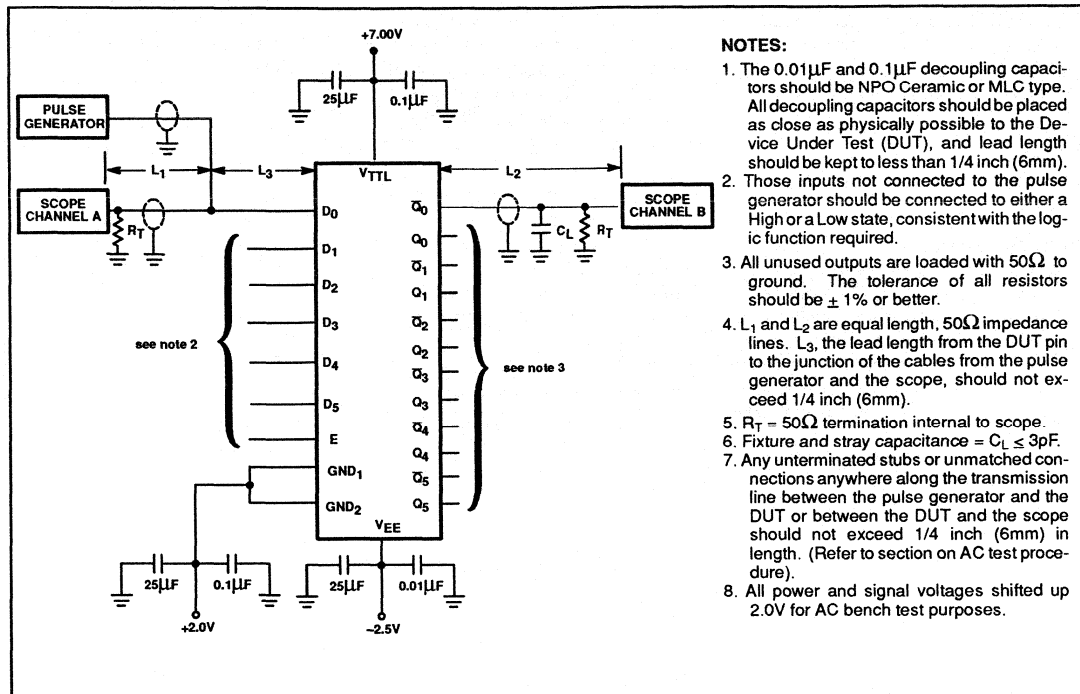 +7.00V
25µF
0.1µF
PULSE
GENERATOR
L1
L3
VTTL
L2
SCOPE
CHANNEL A
RT
D0
Q̅0
CL
RT
SCOPE
CHANNEL B
Q0
D1
Q̅1
D2
Q1
D3
Q̅2
see note 2
Q2
D4
Q̅3
see note 3
D5
Q3
Q̅4
E
Q4
GND1
Q̅5
GND2
Q5
VEE
25µF
0.1µF
25µF
0.01µF
+2.0V
–2.5V
NOTES:
1. The 0.01µF and 0.1µF decoupling capaci-
tors should be NPO Ceramic or MLC type.
All decoupling capacitors should be placed
as close as physically possible to the De-
vice Under Test (DUT), and lead length
should be kept to less than 1/4 inch (6mm).
2. Those inputs not connected to the pulse
generator should be connected to either a
High or a Low state, consistent with the log-
ic function required.
3. All unused outputs are loaded with 50Ω to
ground. The tolerance of all resistors
should be ± 1% or better.
4. L1 and L2 are equal length, 50Ω impedance
lines. L3, the lead length from the DUT pin
to the junction of the cables from the pulse
generator and the scope, should not ex-
ceed 1/4 inch (6mm).
5. RT = 50Ω termination internal to scope.
6. Fixture and stray capacitance = CL ≤ 3pF.
7. Any unterminated stubs or unmatched con-
nections anywhere along the transmission
line between the pulse generator and the
DUT or between the DUT and the scope
should not exceed 1/4 inch (6mm) in
length. (Refer to section on AC test proce-
dure).
8. All power and signal voltages shifted up
2.0V for AC bench test purposes.